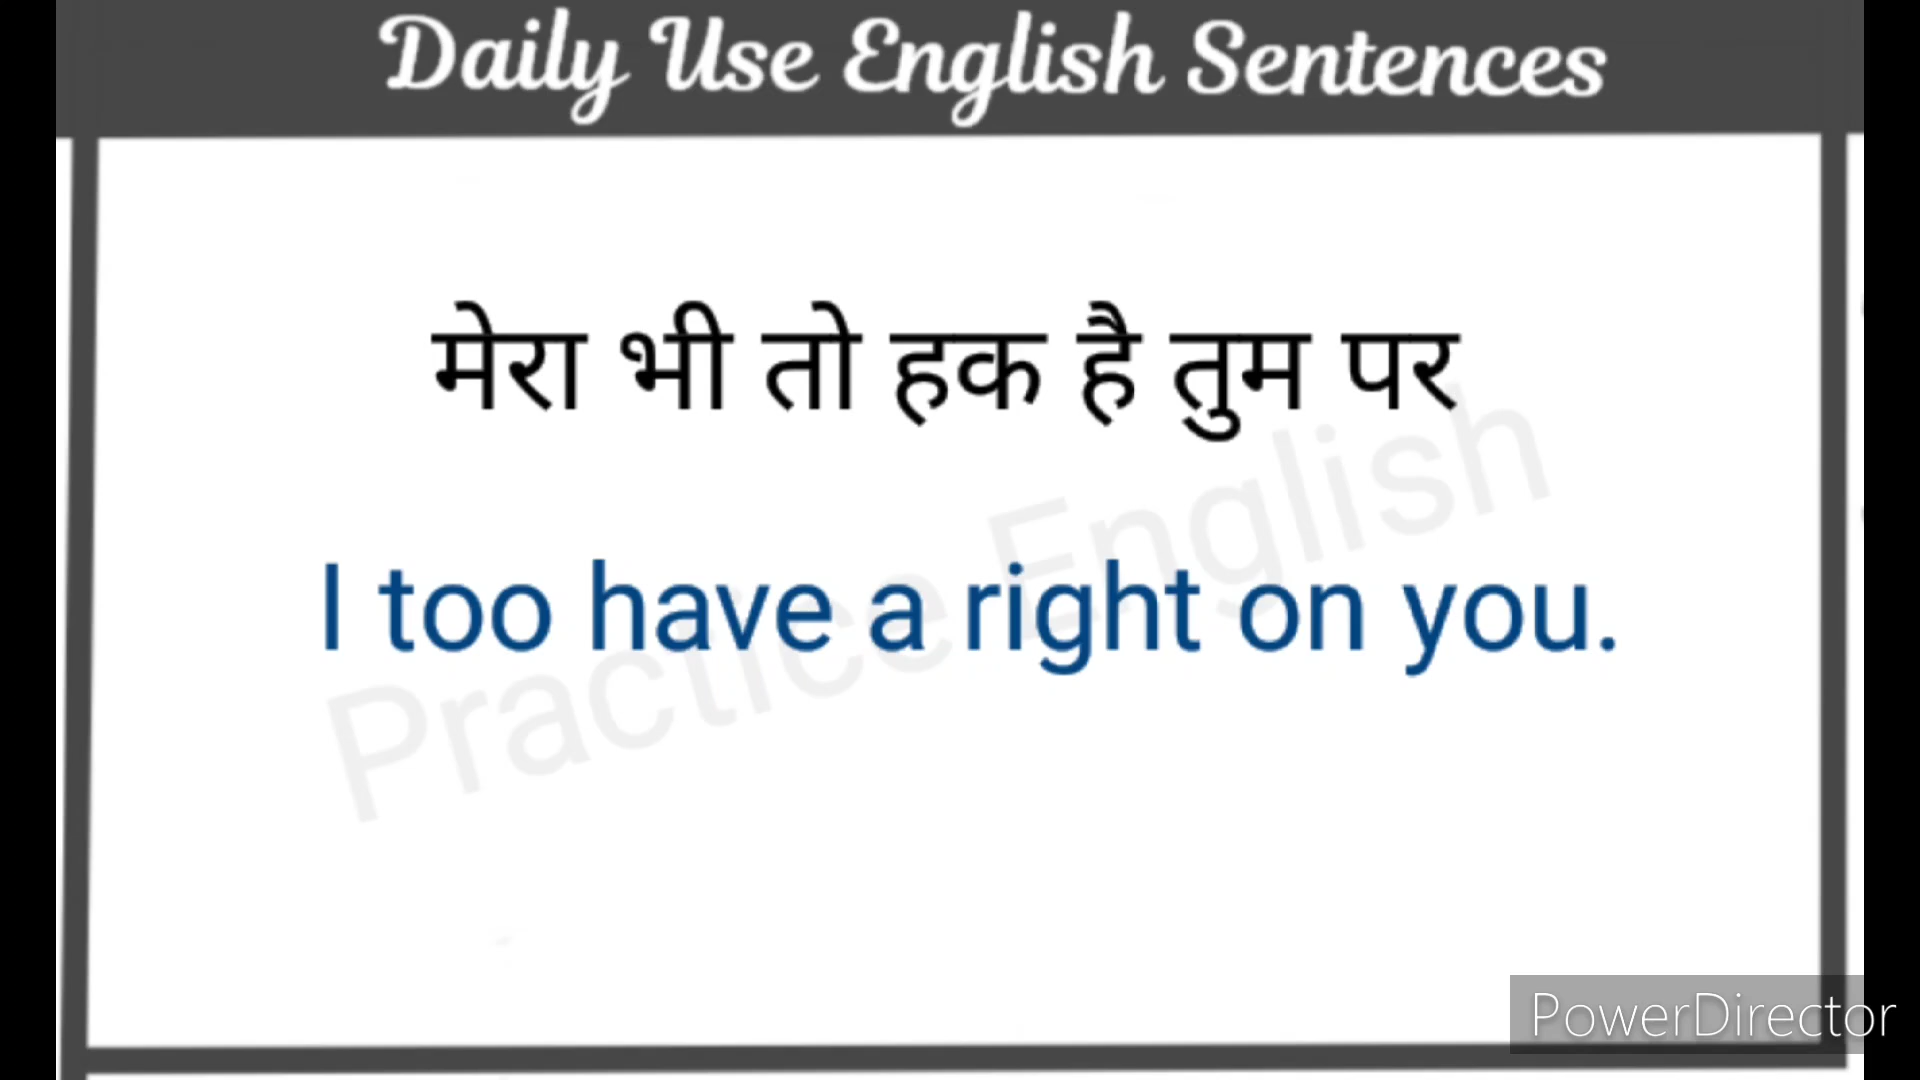 Daily Use English Sentences
मेरा भी तो हक है तुम पर
I too have a right on you.
Practice English
PowerDirector